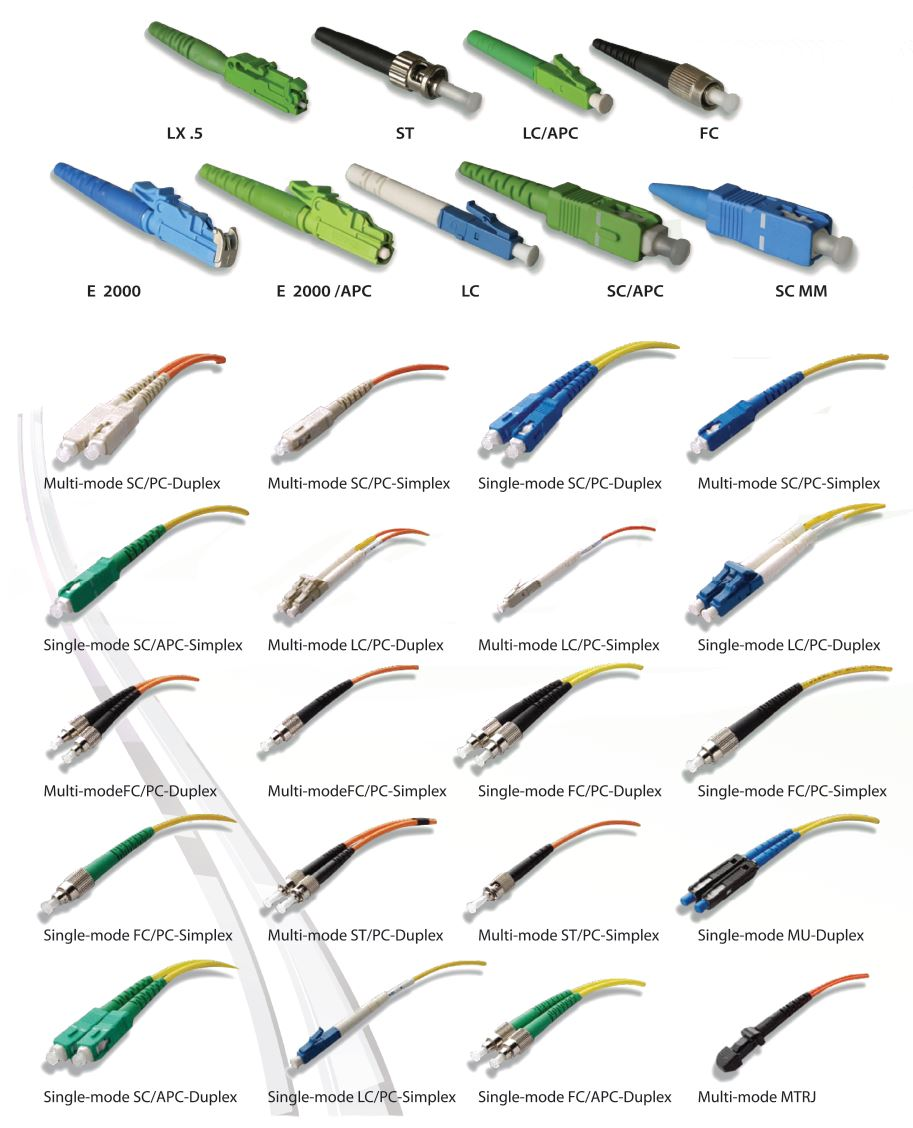 LX .5
ST
LC/APC
FC
E 2000
E 2000 /APC
LC
SC/APC
SC MM
Multi-mode SC/PC-Duplex
Multi-mode SC/PC-Simplex
Single-mode SC/PC-Duplex
Multi-mode SC/PC-Simplex
Single-mode SC/APC-Simplex
Multi-mode LC/PC-Duplex
Multi-mode LC/PC-Simplex
Single-mode LC/PC-Duplex
Multi-modeFC/PC-Duplex
Multi-modeFC/PC-Simplex
Single-mode FC/PC-Duplex
Single-mode FC/PC-Simplex
Single-mode FC/PC-Simplex
Multi-mode ST/PC-Duplex
Multi-mode ST/PC-Simplex
Single-mode MU-Duplex
Single-mode SC/APC-Duplex
Single-mode LC/PC-Simplex
Single-mode FC/APC-Duplex
Multi-mode MTRJ